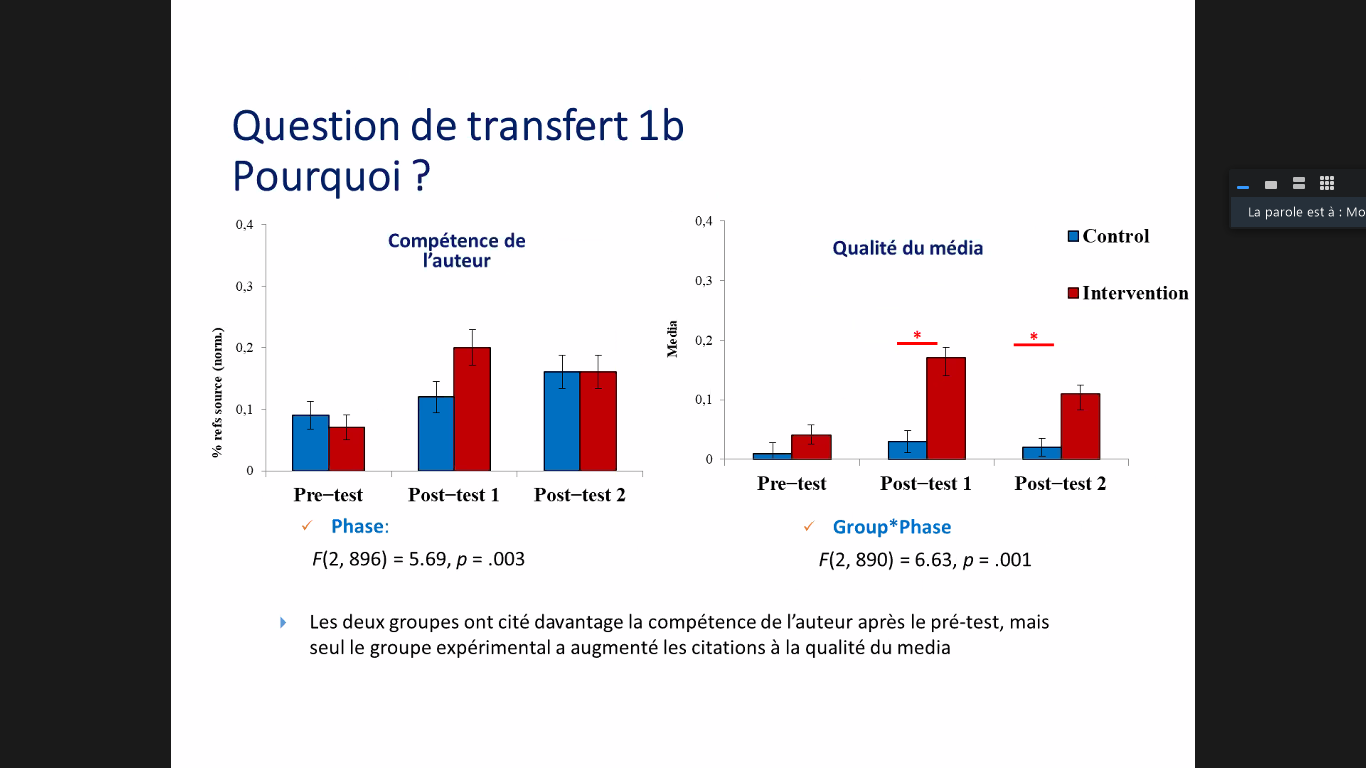 Question de transfert 1b
Pourquoi ?
0,4
0,3
0,2
0,1
0
% refs source (norm.)
Compétence de
l’auteur
Pre−test
Post−test 1
Post−test 2
0,4
0,3
0,2
0,1
0
Media
Qualité du média
*
*
Control
Intervention
Pre−test
Post−test 1
Post−test 2
La parole est à : Mo
✓ Phase:
F(2, 896) = 5.69, p = .003
✓ Group*Phase
F(2, 890) = 6.63, p = .001
Les deux groupes ont cité davantage la compétence de l’auteur après le pré-test, mais
seul le groupe expérimental a augmenté les citations à la qualité du media